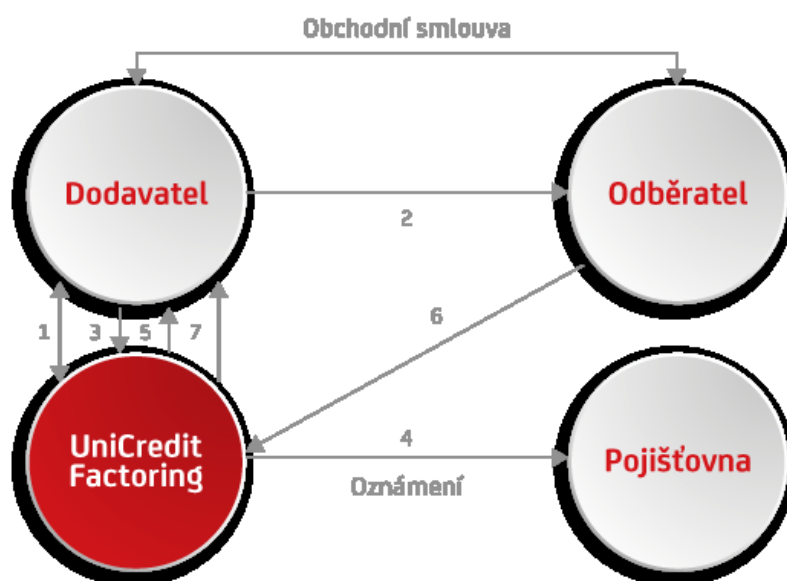 Obchodní smlouva
Dodavatel
Odběratel
2
1
3
5
7
6
UniCredit
Factoring
4
Oznámení
Pojišťovna